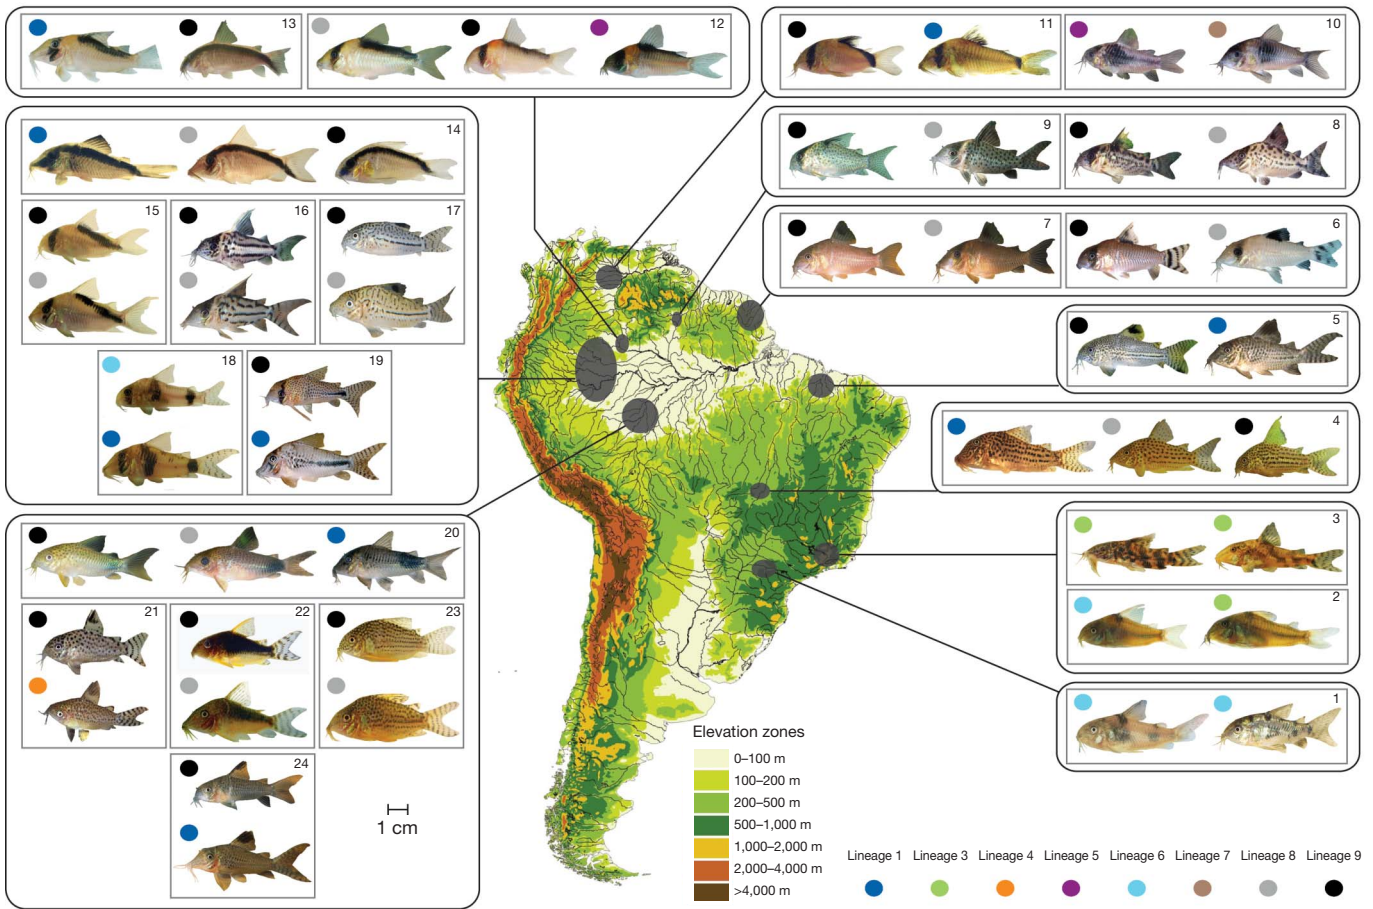 13
12
11
10
14
9
8
15
16
17
7
6
5
18
19
4
3
2
20
21
22
23
1
24
1 cm
Elevation zones
0–100 m
100–200 m
200–500 m
500–1,000 m
1,000–2,000 m
2,000–4,000 m
>4,000 m
Lineage 1 Lineage 3 Lineage 4 Lineage 5 Lineage 6 Lineage 7 Lineage 8 Lineage 9